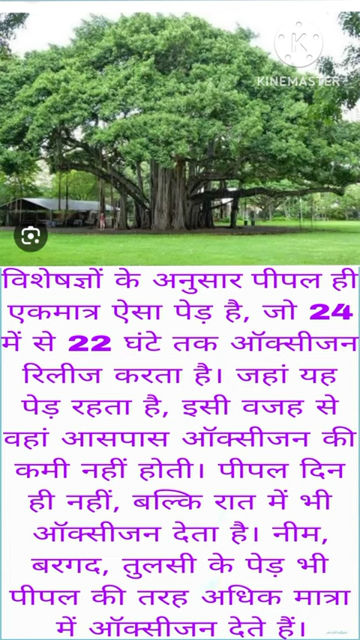 KINEMASTER
विशेषज्ञों के अनुसार पीपल ही
एकमात्र ऐसा पेड़ है, जो 24
में से 22 घंटे तक ऑक्सीजन
रिलीज करता है। जहां यह
पेड़ रहता है, इसी वजह से
वहां आसपास ऑक्सीजन की
कमी नहीं होती। पीपल दिन
ही नहीं, बल्कि रात में भी
ऑक्सीजन देता है। नीम,
बरगद, तुलसी के पेड़ भी
पीपल की तरह अधिक मात्रा
में ऑक्सीजन देते हैं।